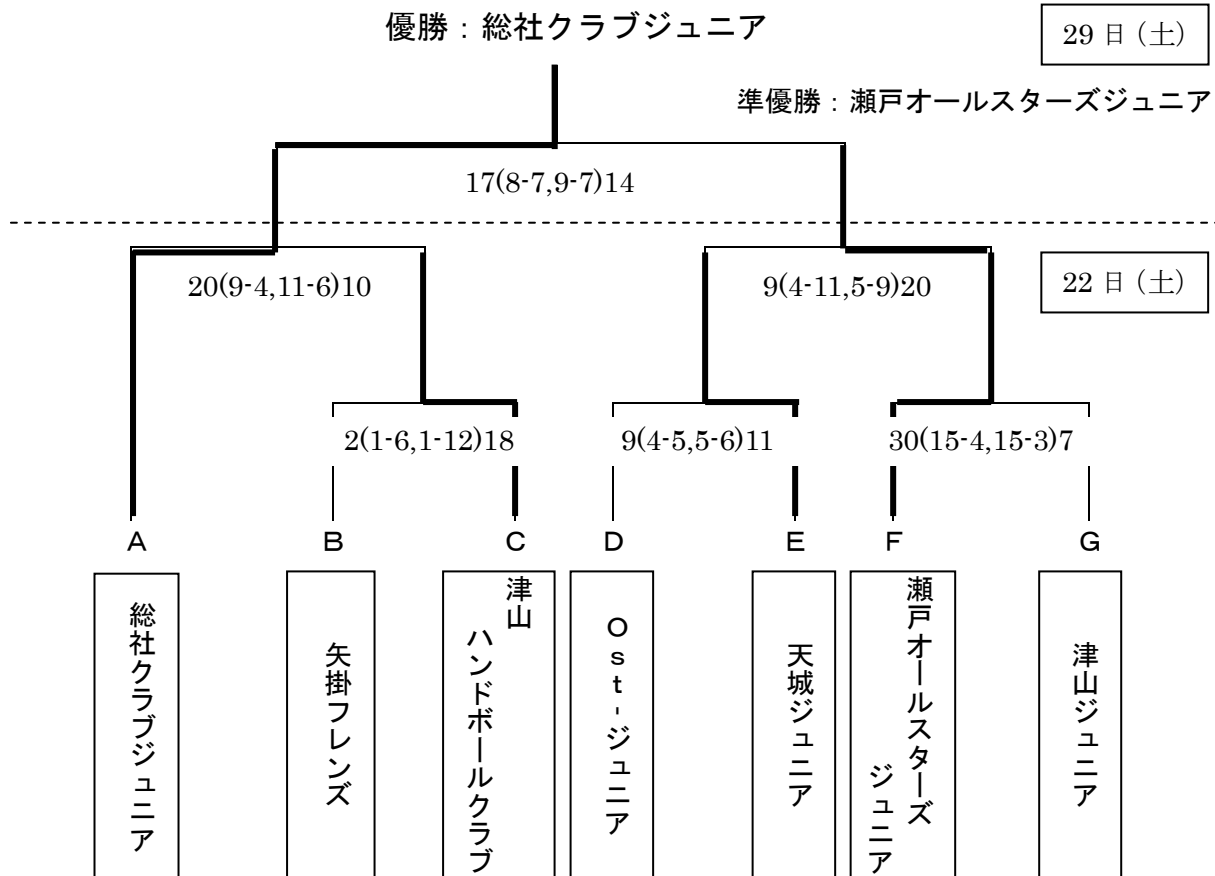 優勝：総社クラブジュニア
29日（土）
準優勝：瀬戸オールスターズジュニア
17(8-7,9-7)14
20(9-4,11-6)10
9(4-11,5-9)20
22日（土）
2(1-6,1-12)18
9(4-5,5-6)11
30(15-4,15-3)7
A
B
C
D
E
F
G
総社クラブジュニア
矢掛フレンズ
津山
ハンドボールクラブ
Ost-ジュニア
天城ジュニア
瀬戸オールスターズ
ジュニア
津山ジュニア